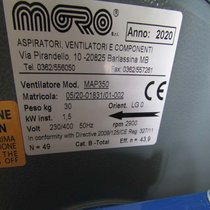 moro s.r.l.
Anno: 2020
ASPIRATORI, VENTILATORI E COMPONENTI
Via Pirandello, 10 -20825 Barlassina MB
Tel. 0362/556050 Fax 0362/557261
Ventilatore Mod. MAP350
Matricola: 05/20-01831/01-002
Peso kg 30 Orient. LG 0
kW inst. 1,5 rpm 2900
Volt 230/400 50Hz
In conformity with Directive 2009/125/CE Reg. 327/11
N = 49 Cat. B -Total Eff.
n = 43,9
NE